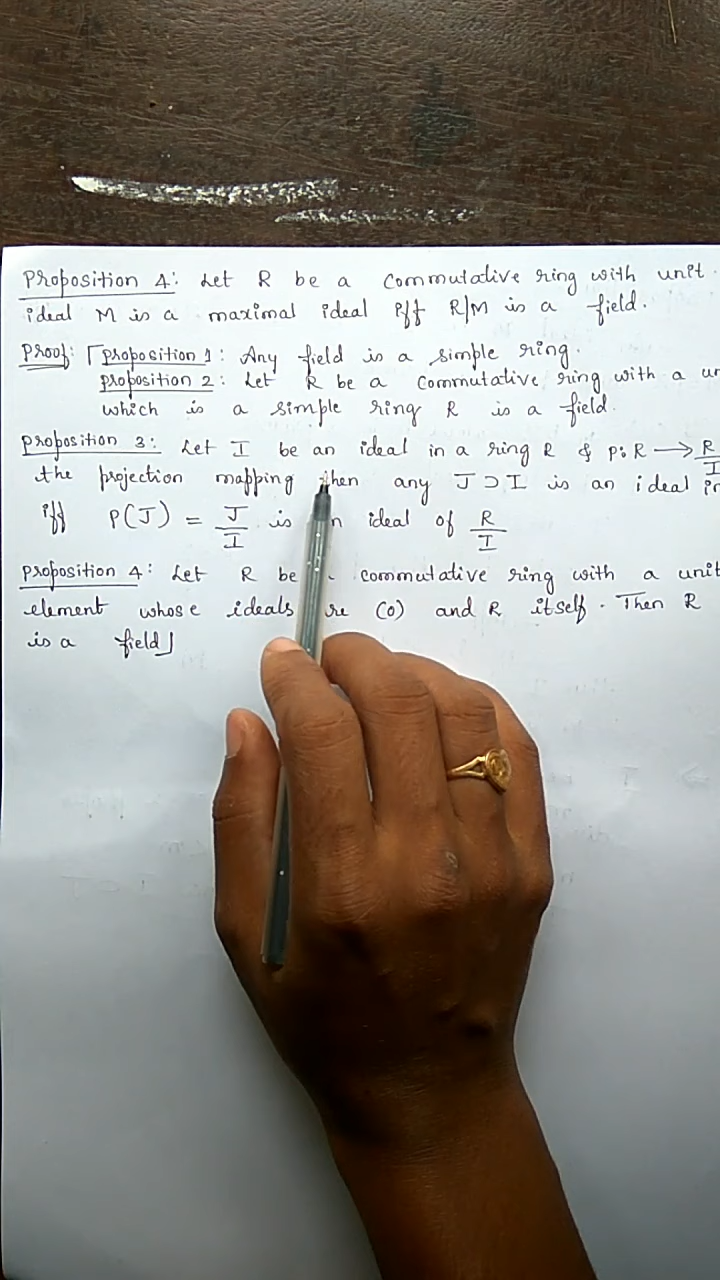 Proposition 4: Let R be a commutative ring with unit.
ideal M is a maximal ideal iff R/M is a field.
Proof: ⌈Proposition 1: Any field is a simple ring.
Proposition 2: Let R be a commutative ring with a
which is a simple ring R is a field.
Proposition 3: Let I be an ideal in a ring R & P: R → R/I
the projection mapping then any J ⊃ I is an ideal in
iff P(J) = J/I is ideal of R/I
Proposition 4: Let R be commutative ring with a unit
element whose ideals (0) and R itself. Then R
is a field⌋